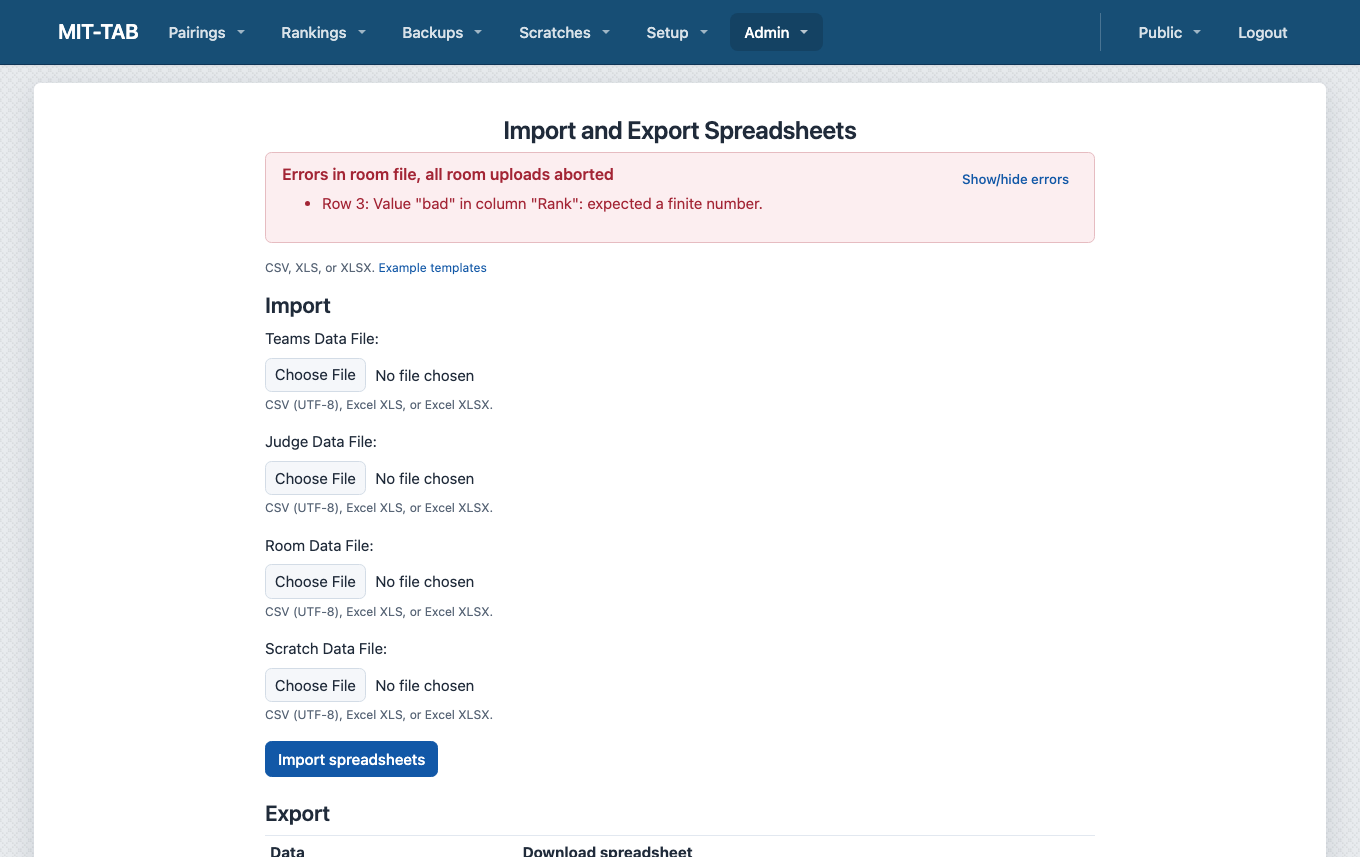 MIT-TAB Pairings Rankings Backups Scratches Setup Admin Public Logout
Import and Export Spreadsheets
Errors in room file, all room uploads aborted
Show/hide errors
• Row 3: Value "bad" in column "Rank": expected a finite number.
CSV, XLS, or XLSX. Example templates
Import
Teams Data File:
Choose File No file chosen
CSV (UTF-8), Excel XLS, or Excel XLSX.
Judge Data File:
Choose File No file chosen
CSV (UTF-8), Excel XLS, or Excel XLSX.
Room Data File:
Choose File No file chosen
CSV (UTF-8), Excel XLS, or Excel XLSX.
Scratch Data File:
Choose File No file chosen
CSV (UTF-8), Excel XLS, or Excel XLSX.
Import spreadsheets
Export
Data Download spreadsheet